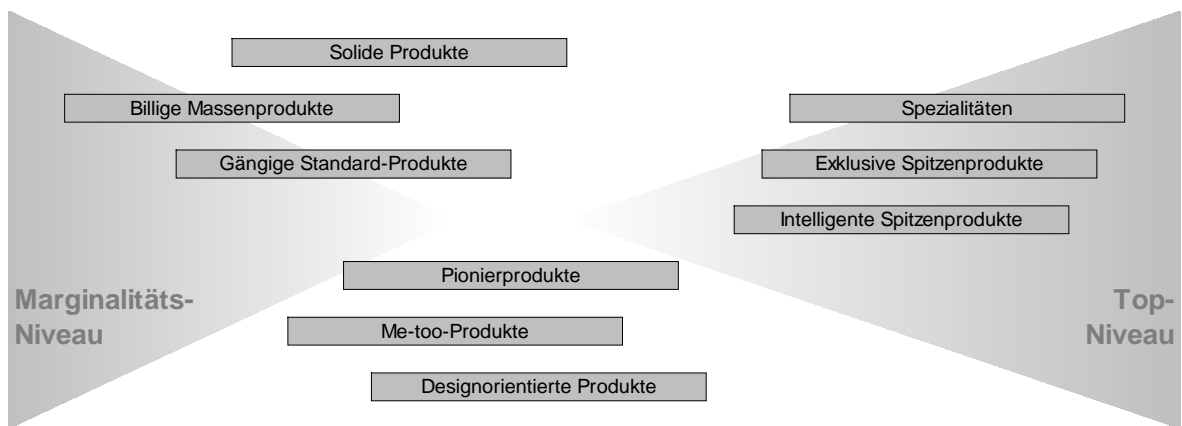 Solide Produkte
Billige Massenprodukte
Spezialitäten
Gängige Standard-Produkte
Exklusive Spitzenprodukte
Intelligente Spitzenprodukte
Pionierprodukte
Marginalitäts-
Niveau
Top-
Niveau
Me-too-Produkte
Designorientierte Produkte